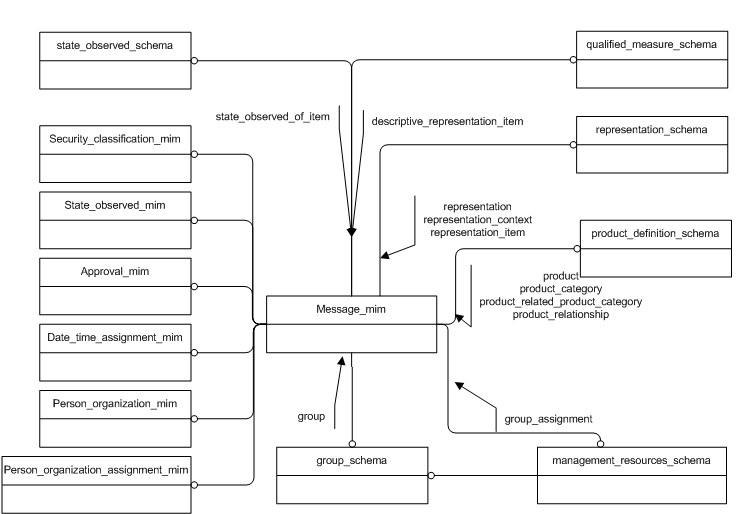 state_observed_schema
qualified_measure_schema
state_observed_of_item
descriptive_representation_item
Security_classification_mim
representation_schema
State_observed_mim
representation
representation_context
representation_item
product_definition_schema
Approval_mim
product
product_category
product_related_product_category
product_relationship
Message_mim
Date_time_assignment_mim
Person_organization_mim
group
group_assignment
Person_organization_assignment_mim
group_schema
management_resources_schema